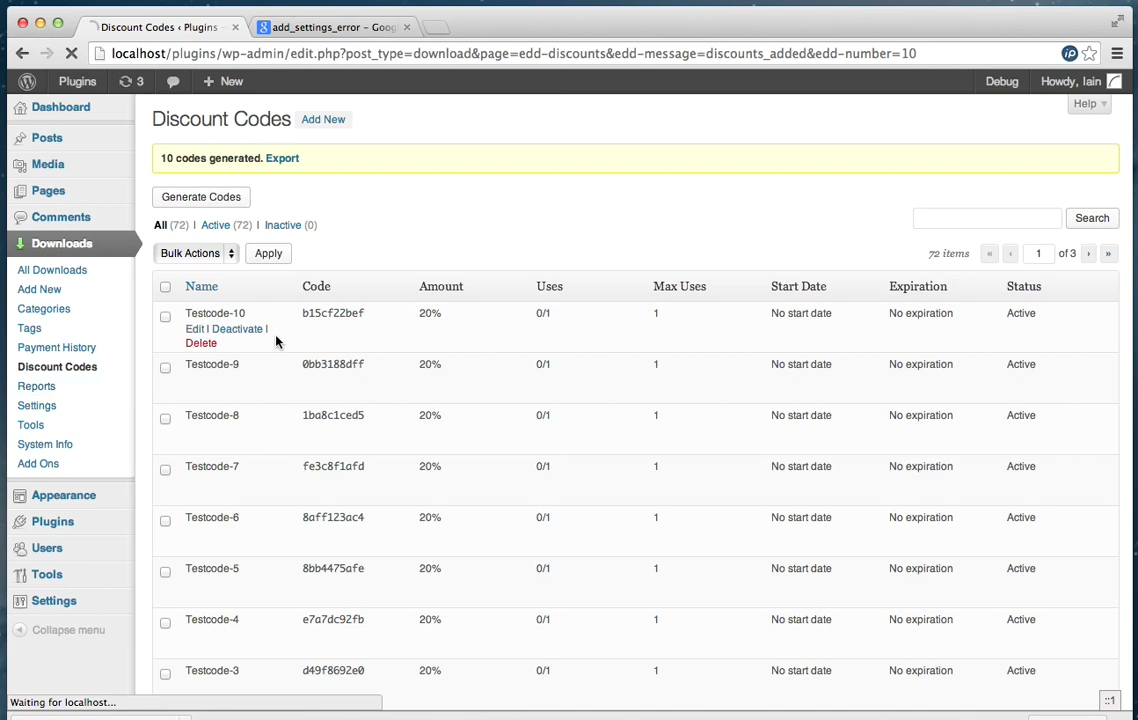 Discount Codes ‹ Plugins
add_settings_error – Goog
localhost/plugins/wp-admin/edit.php?post_type=download&page=edd-discounts&edd-message=discounts_added&edd-number=10
Plugins 3 + New Debug Howdy, Iain
Help
Dashboard
Posts
Media
Pages
Comments
Downloads
All Downloads
Add New
Categories
Tags
Payment History
Discount Codes
Reports
Settings
Tools
System Info
Add Ons
Appearance
Plugins
Users
Tools
Settings
Collapse menu
Discount Codes Add New
10 codes generated. Export
Generate Codes
All (72) | Active (72) | Inactive (0)
Search
Bulk Actions Apply
72 items « ‹ 1 of 3 › »
Name Code Amount Uses Max Uses Start Date Expiration Status
Testcode-10 b15cf22bef 20% 0/1 1 No start date No expiration Active
Edit | Deactivate |
Delete
Testcode-9 0bb3188dff 20% 0/1 1 No start date No expiration Active
Testcode-8 1ba8c1ced5 20% 0/1 1 No start date No expiration Active
Testcode-7 fe3c8f1afd 20% 0/1 1 No start date No expiration Active
Testcode-6 8aff123ac4 20% 0/1 1 No start date No expiration Active
Testcode-5 8bb4475afe 20% 0/1 1 No start date No expiration Active
Testcode-4 e7a7dc92fb 20% 0/1 1 No start date No expiration Active
Testcode-3 d49f8692e0 20% 0/1 1 No start date No expiration Active
Waiting for localhost...
::1